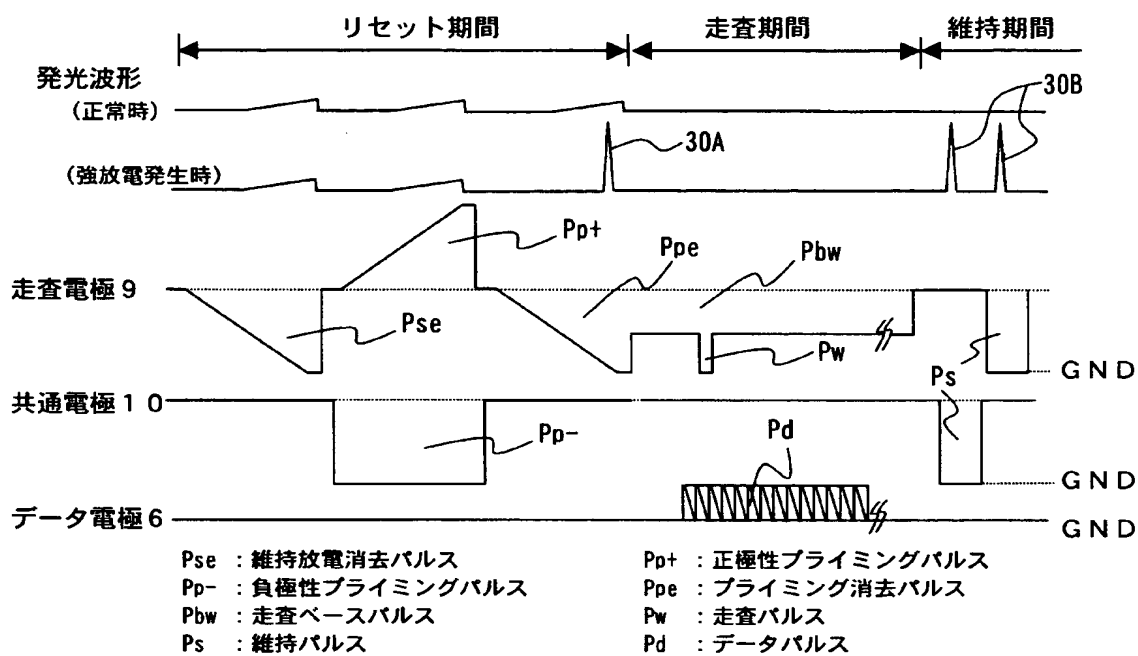 リセット期間 走査期間 維持期間
発光波形
(正常時)
30B
30A
(強放電発生時)
Pp+
Ppe
Pbw
走査電極9
Pse
Pw
Ps
GND
共通電極10
Pp-
Pd
GND
データ電極6
GND
Pse :維持放電消去パルス Pp+ :正極性プライミングパルス
Pp- :負極性プライミングパルス Ppe :プライミング消去パルス
Pbw :走査ベースパルス Pw :走査パルス
Ps :維持パルス Pd :データパルス